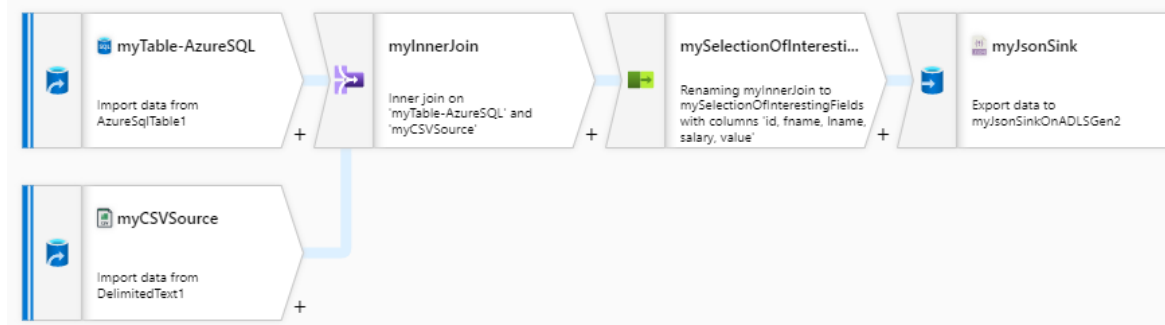 myTable-AzureSQL
Import data from
AzureSqlTable1
+
myInnerJoin
Inner join on
'myTable-AzureSQL' and
'myCSVSource'
+
mySelectionOfInteresti...
Renaming myInnerJoin to
mySelectionOfInterestingFields
with columns 'id, fname, lname,
salary, value'
+
myJsonSink
Export data to
myJsonSinkOnADLSGen2
myCSVSource
Import data from
DelimitedText1
+